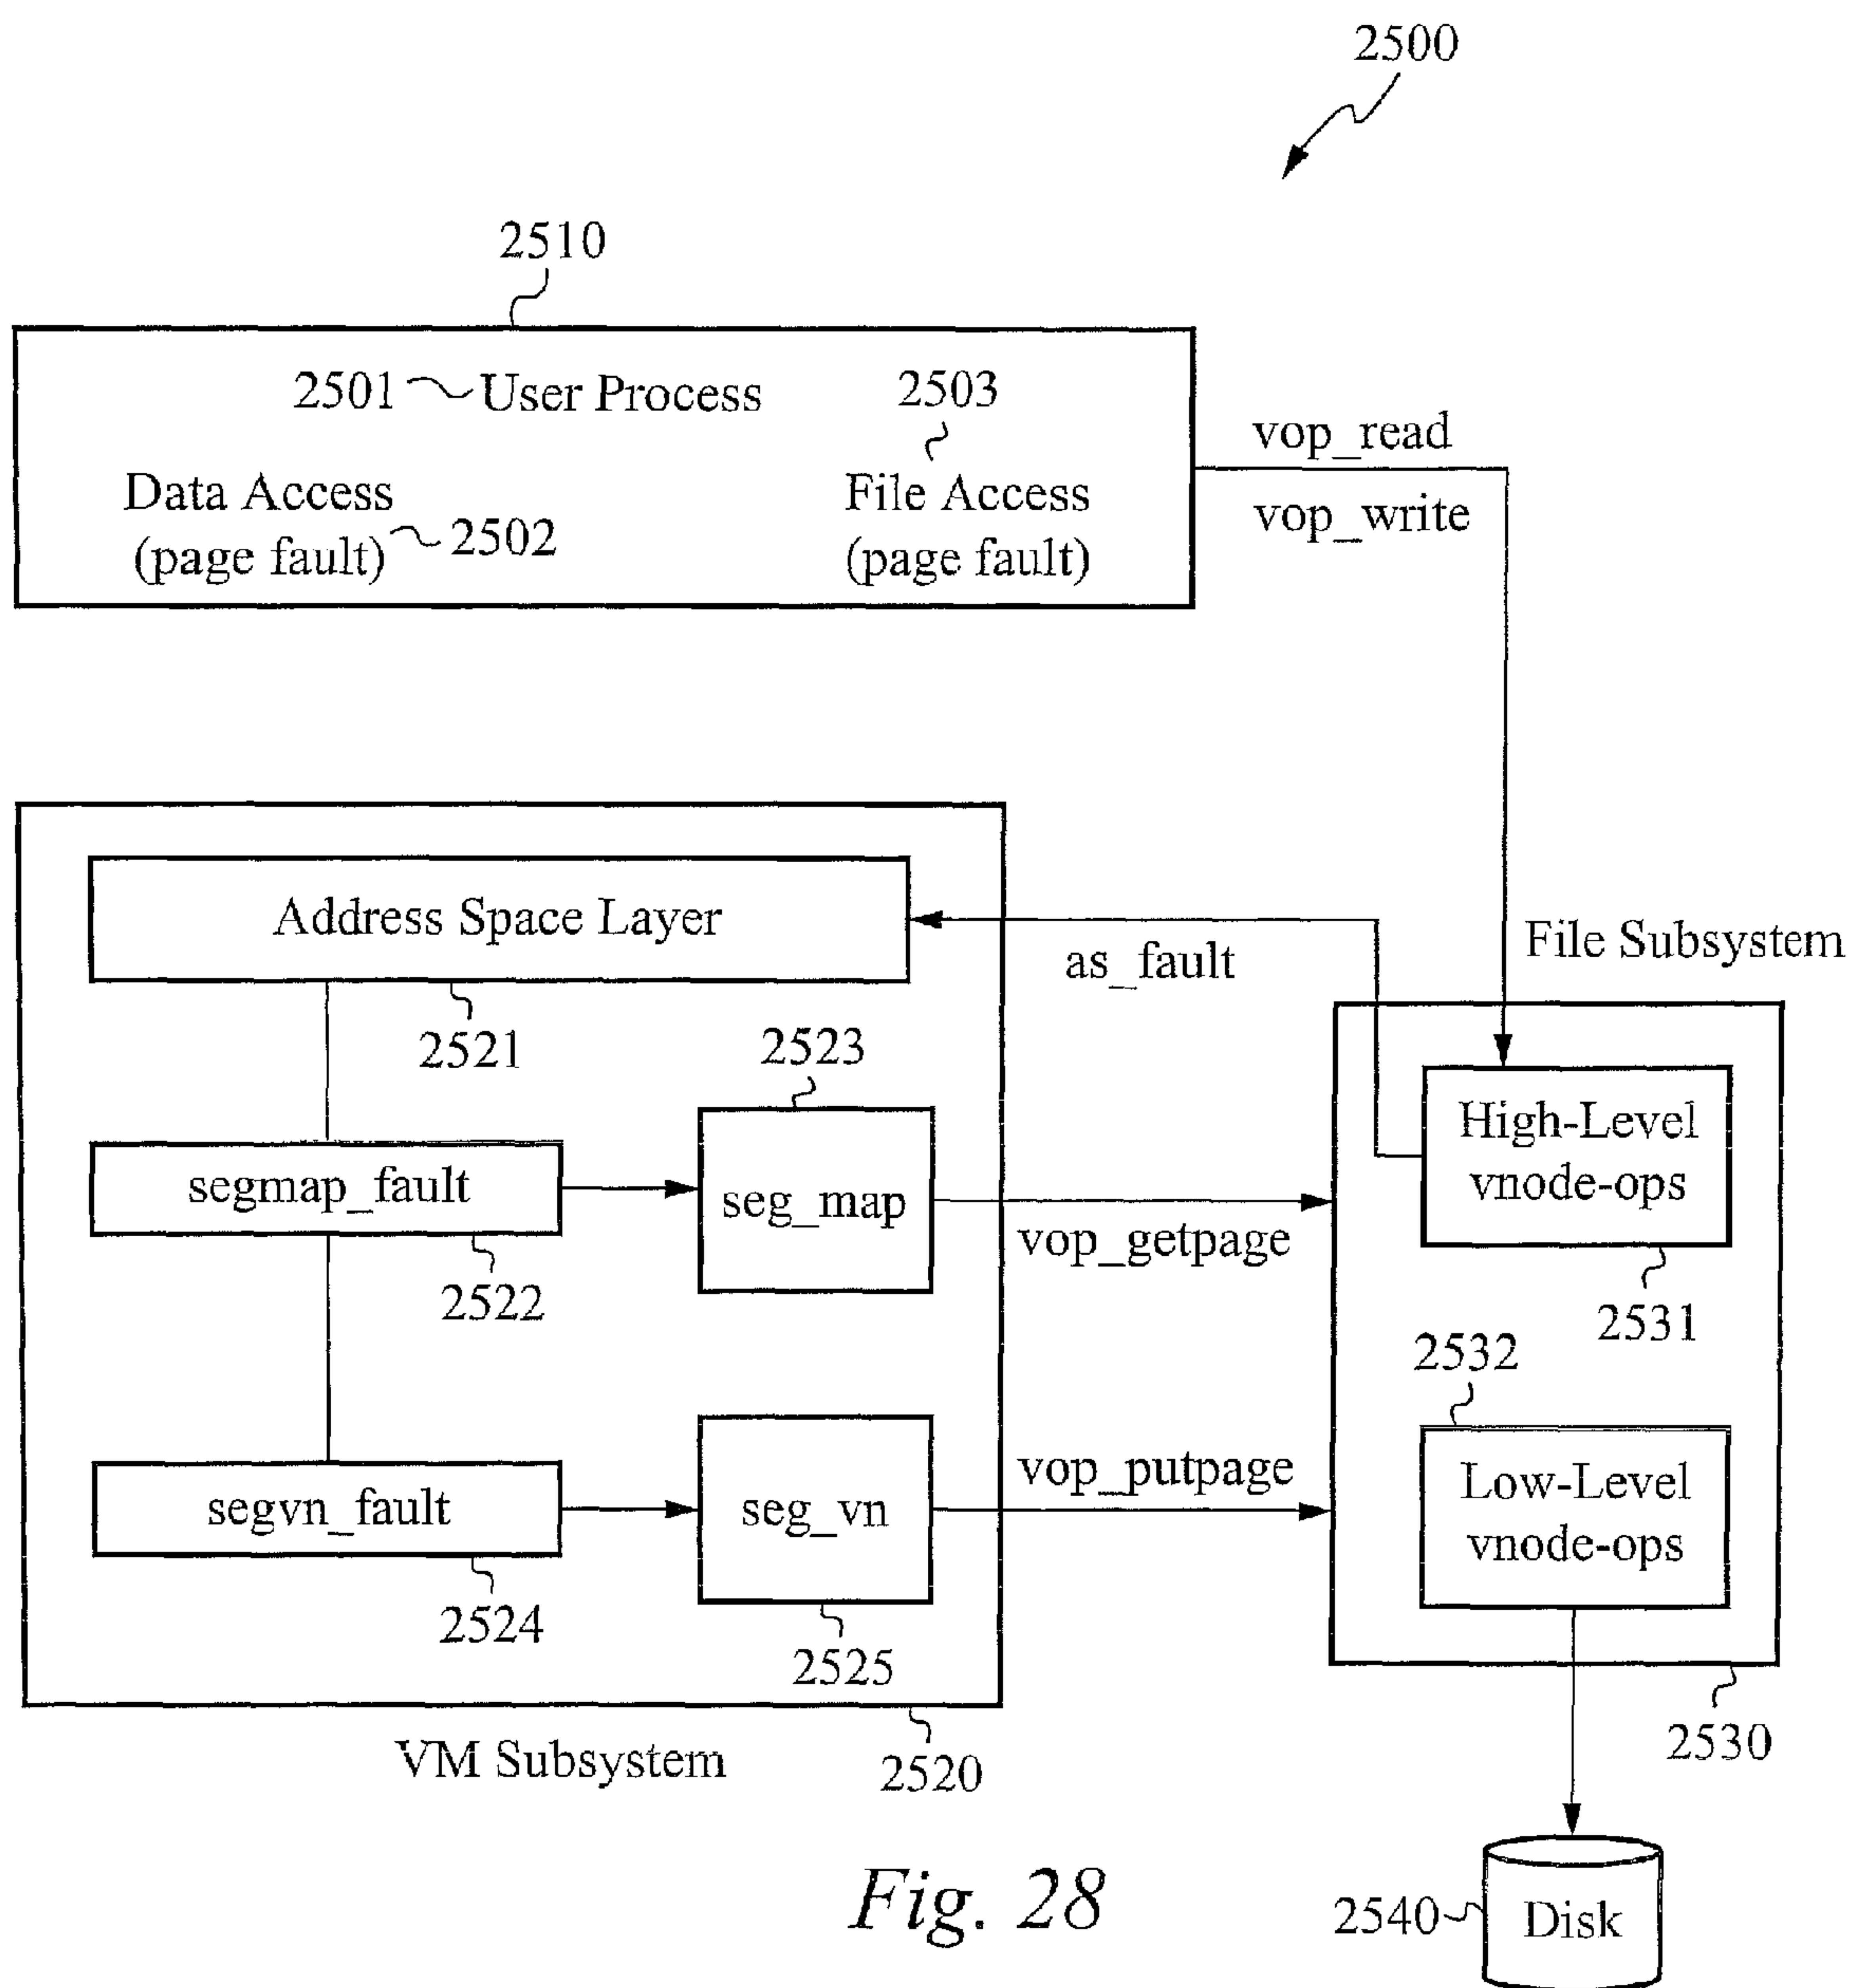 2500
2510
2501 User Process
2503
Data Access
(page fault) 2502
File Access
(page fault)
vop_read
vop_write
Address Space Layer
2521
as_fault
File Subsystem
2523
segmap_fault
2522
seg_map
vop_getpage
High-Level
vnode-ops
2531
2532
segvn_fault
2524
seg_vn
2525
vop_putpage
Low-Level
vnode-ops
VM Subsystem
2520
2530
2540
Disk
Fig. 28